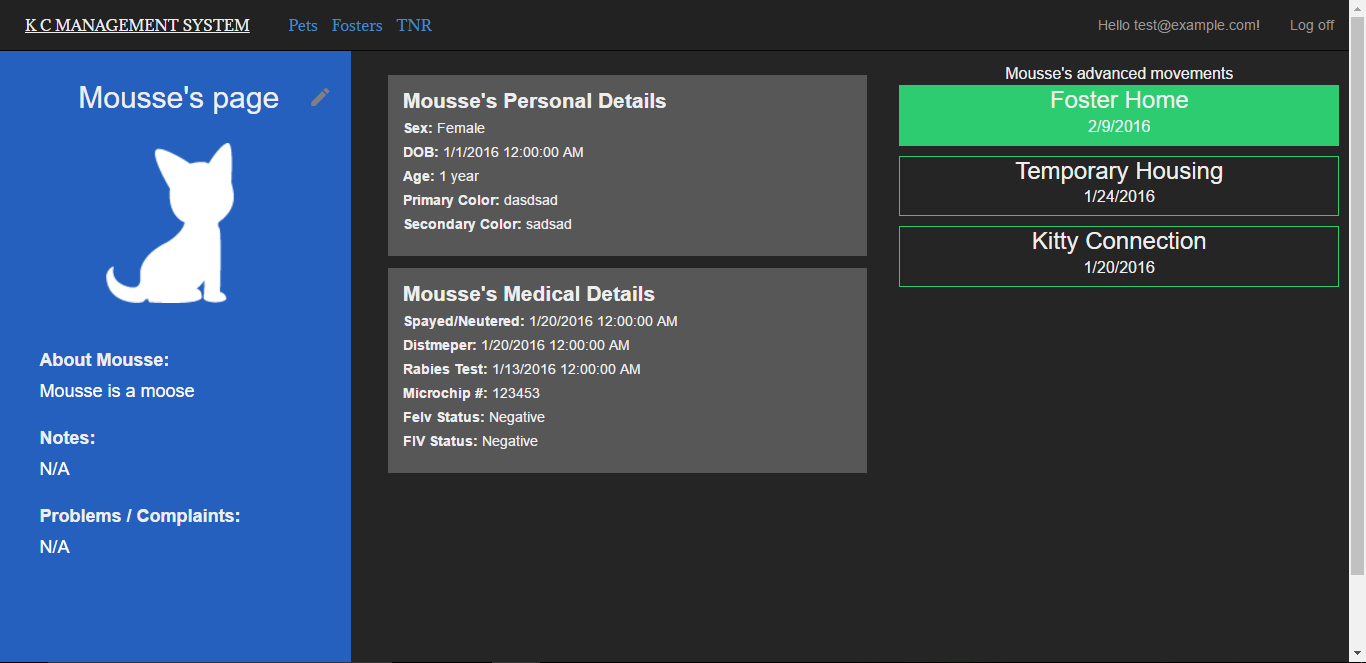 K C MANAGEMENT SYSTEM
Pets Fosters TNR
Hello test@example.com!
Log off
Mousse's page
About Mousse:
Mousse is a moose
Notes:
N/A
Problems / Complaints:
N/A
Mousse's Personal Details
Sex: Female
DOB: 1/1/2016 12:00:00 AM
Age: 1 year
Primary Color: dasdsad
Secondary Color: sadsad
Mousse's Medical Details
Spayed/Neutered: 1/20/2016 12:00:00 AM
Distmeper: 1/20/2016 12:00:00 AM
Rabies Test: 1/13/2016 12:00:00 AM
Microchip #: 123453
Felv Status: Negative
FIV Status: Negative
Mousse's advanced movements
Foster Home
2/9/2016
Temporary Housing
1/24/2016
Kitty Connection
1/20/2016